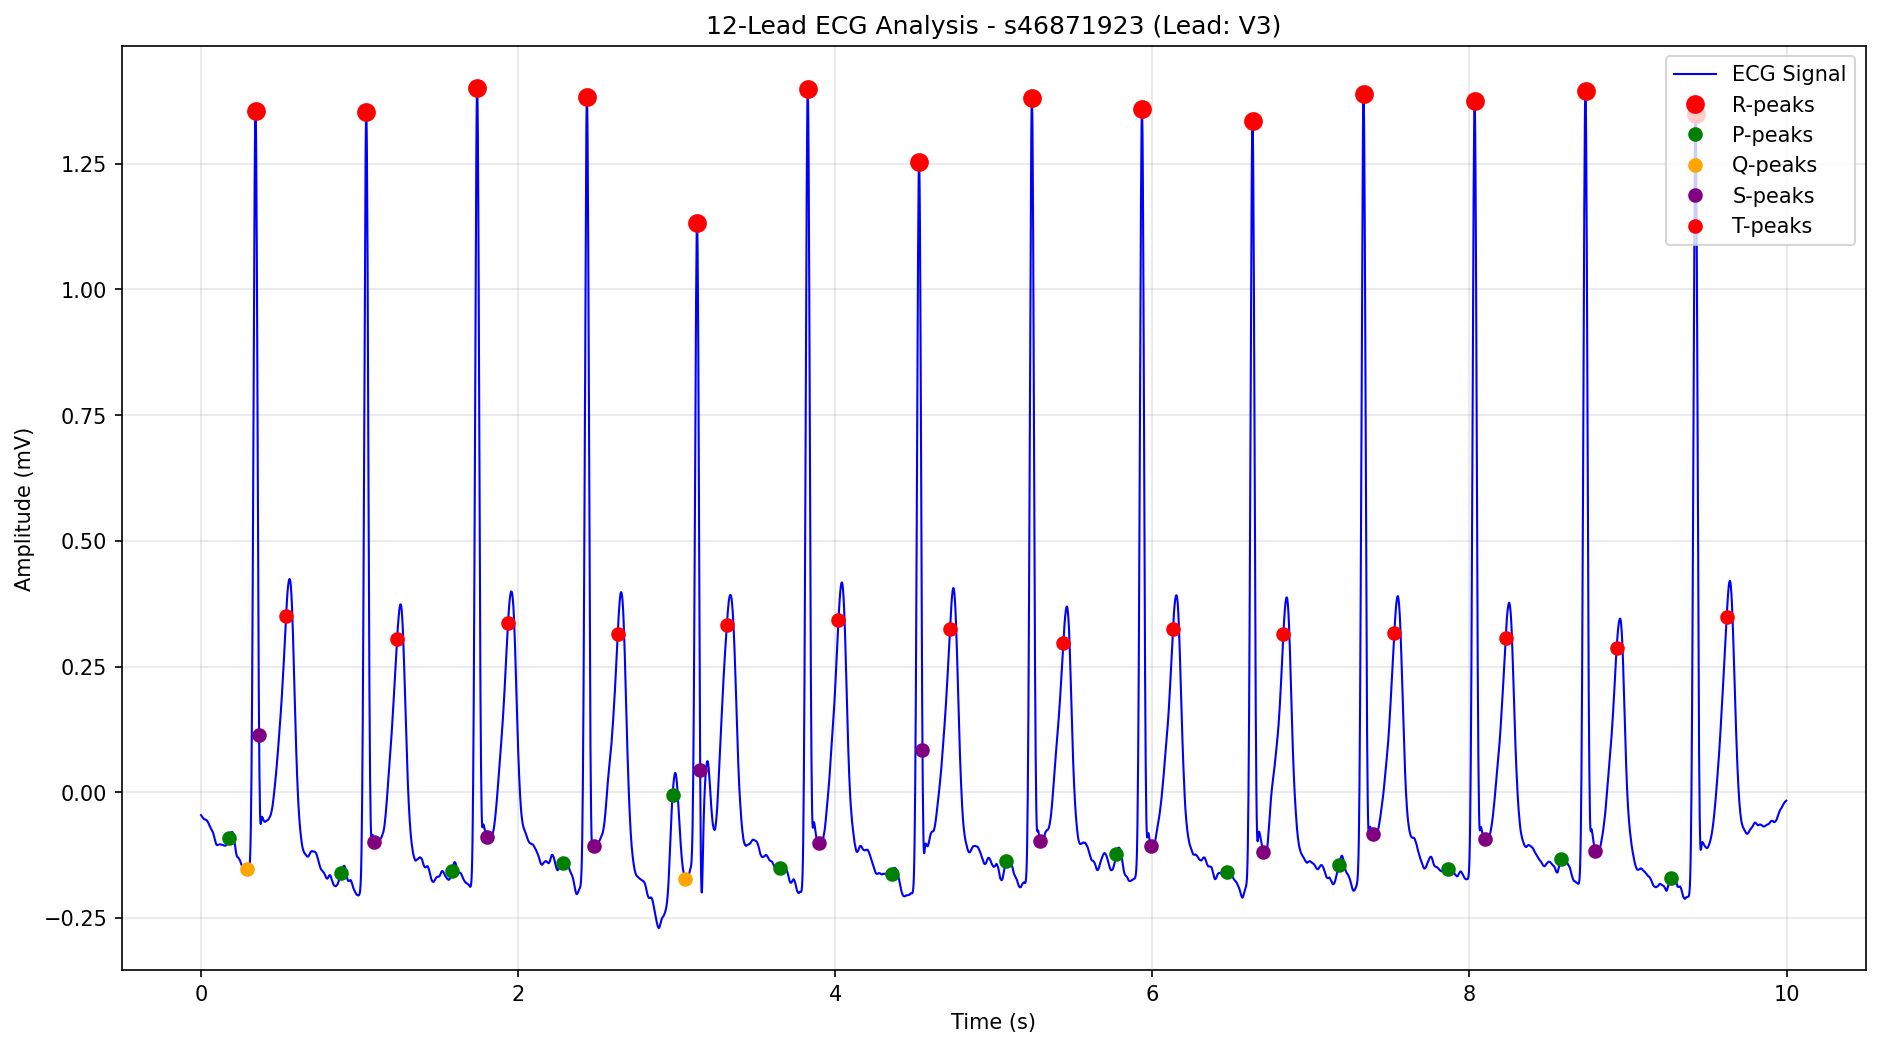 12-Lead ECG Analysis - s46871923 (Lead: V3)
ECG Signal
R-peaks
P-peaks
Q-peaks
S-peaks
T-peaks
Amplitude (mV)
1.25
1.00
0.75
0.50
0.25
0.00
−0.25
0 2 4 6 8 10
Time (s)